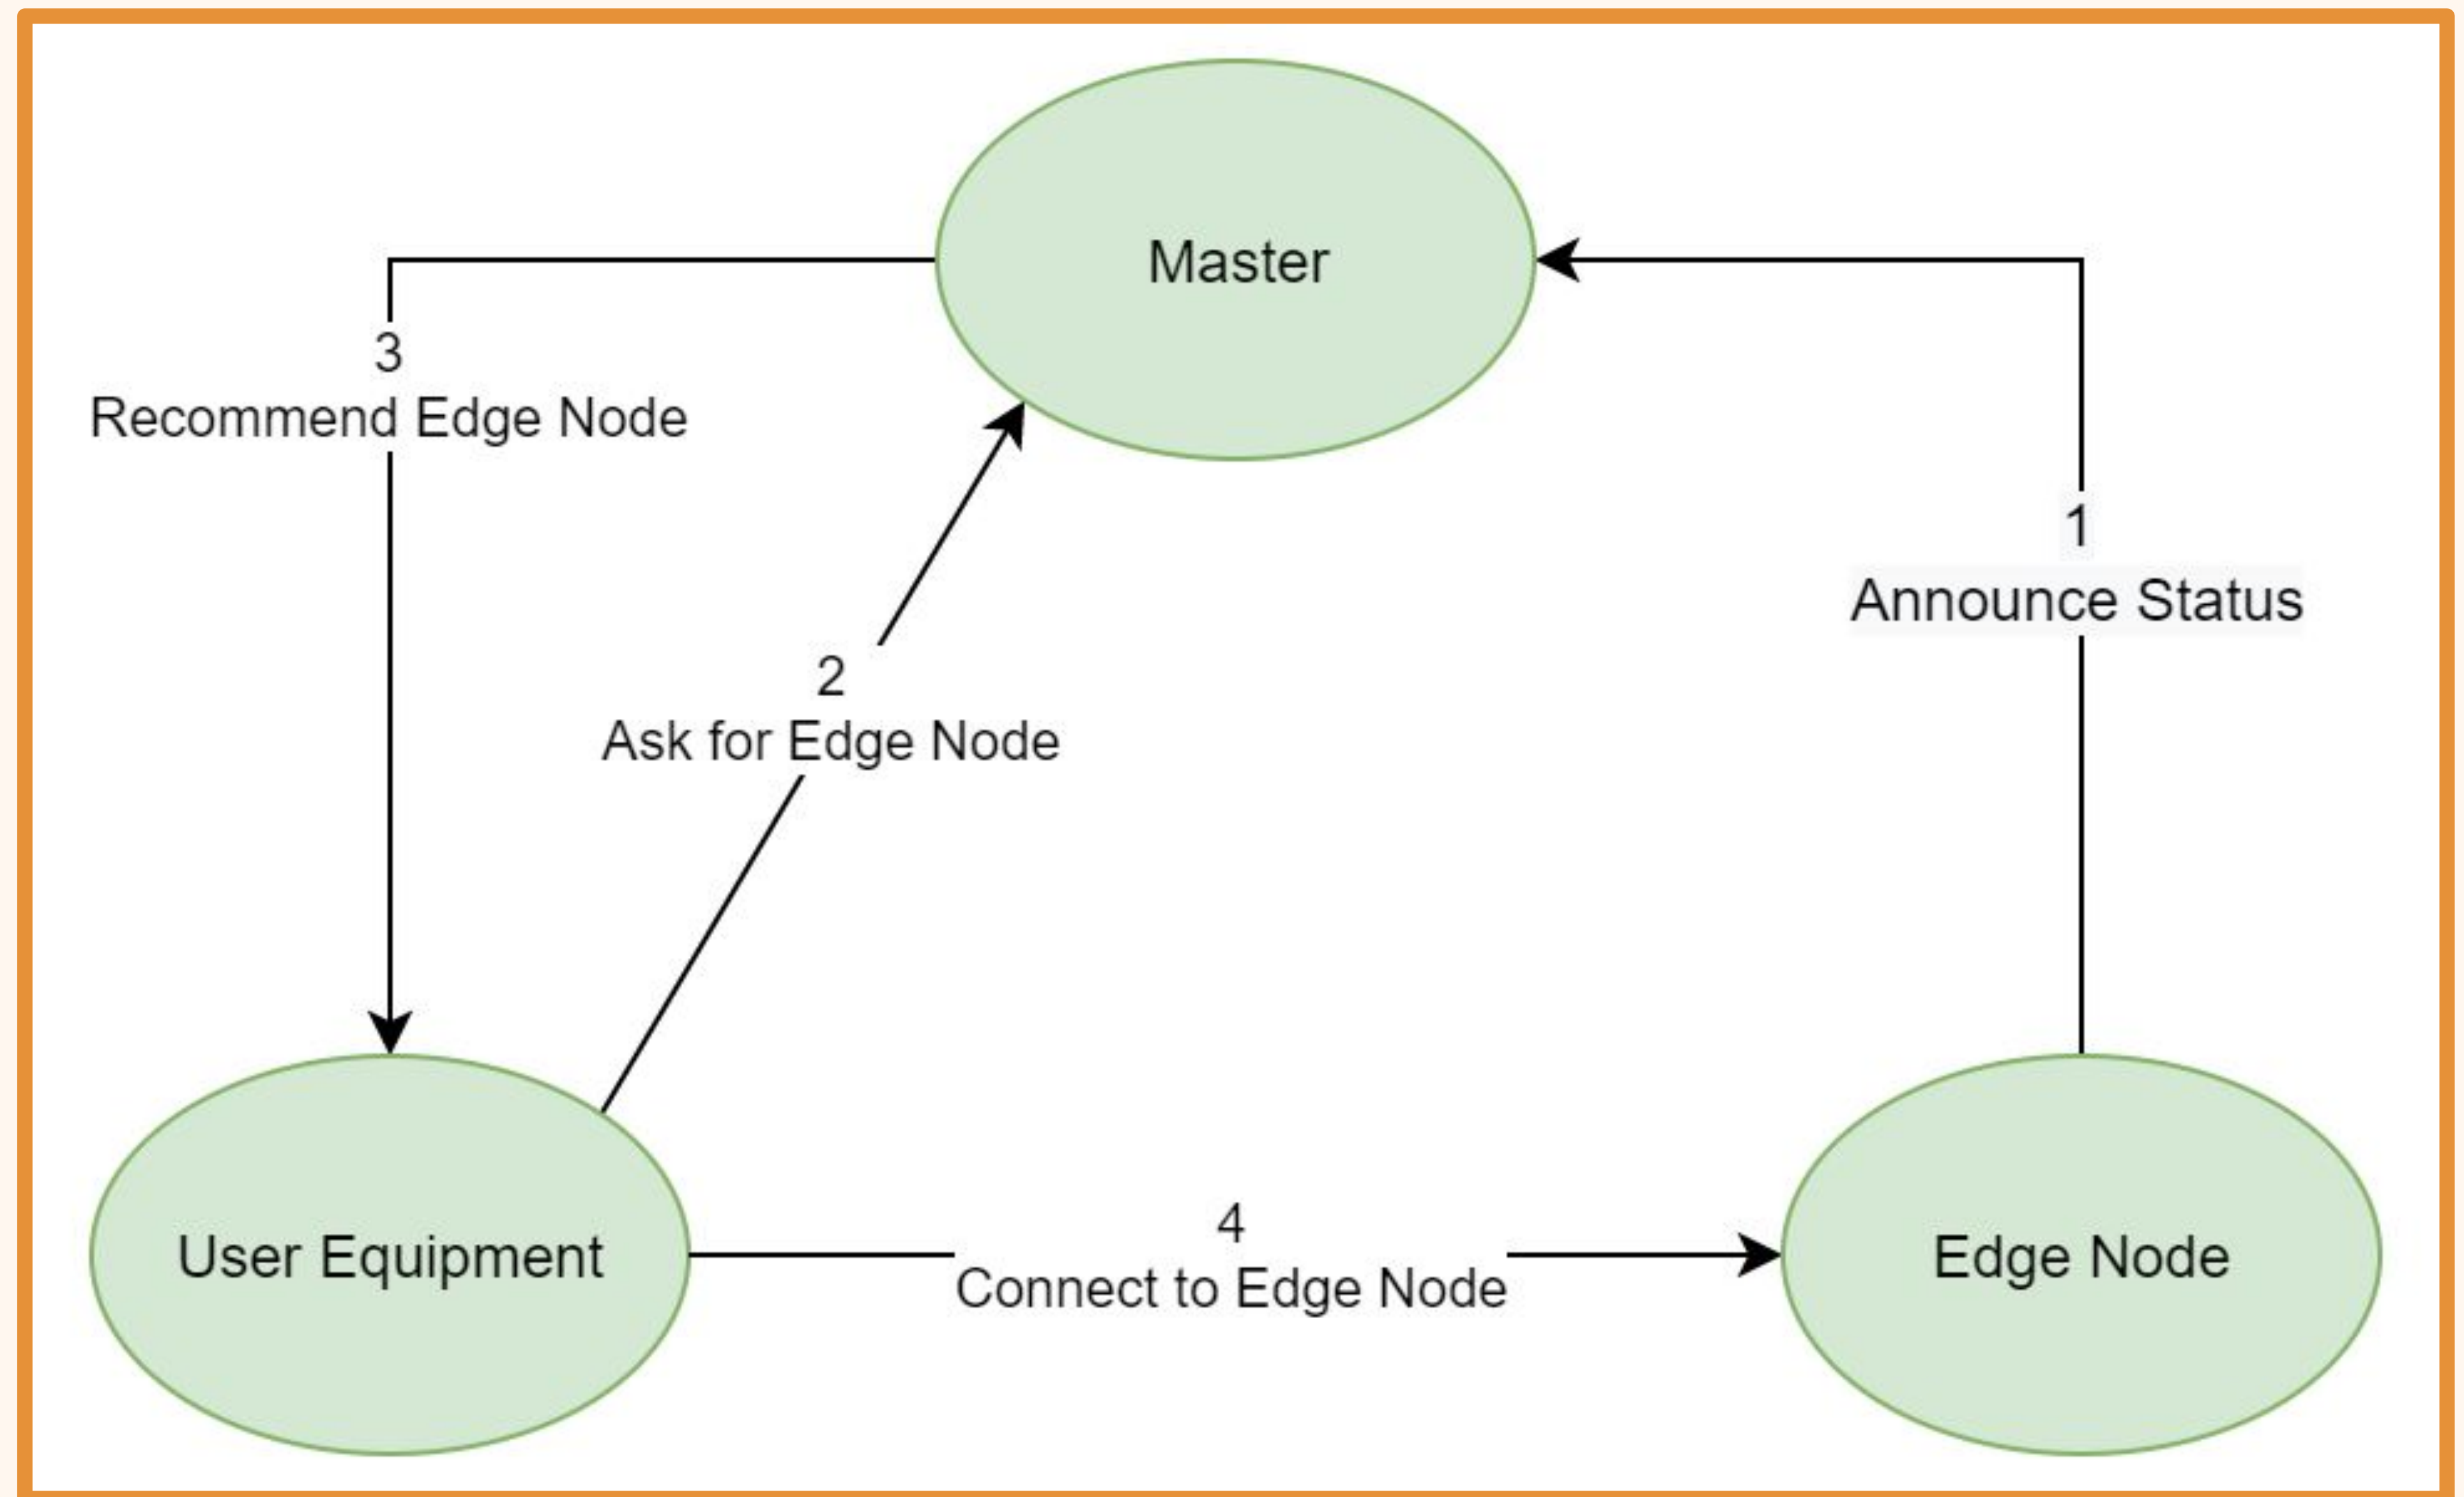 Master
3
Recommend Edge Node
1
Announce Status
2
Ask for Edge Node
4
Connect to Edge Node
User Equipment
Edge Node